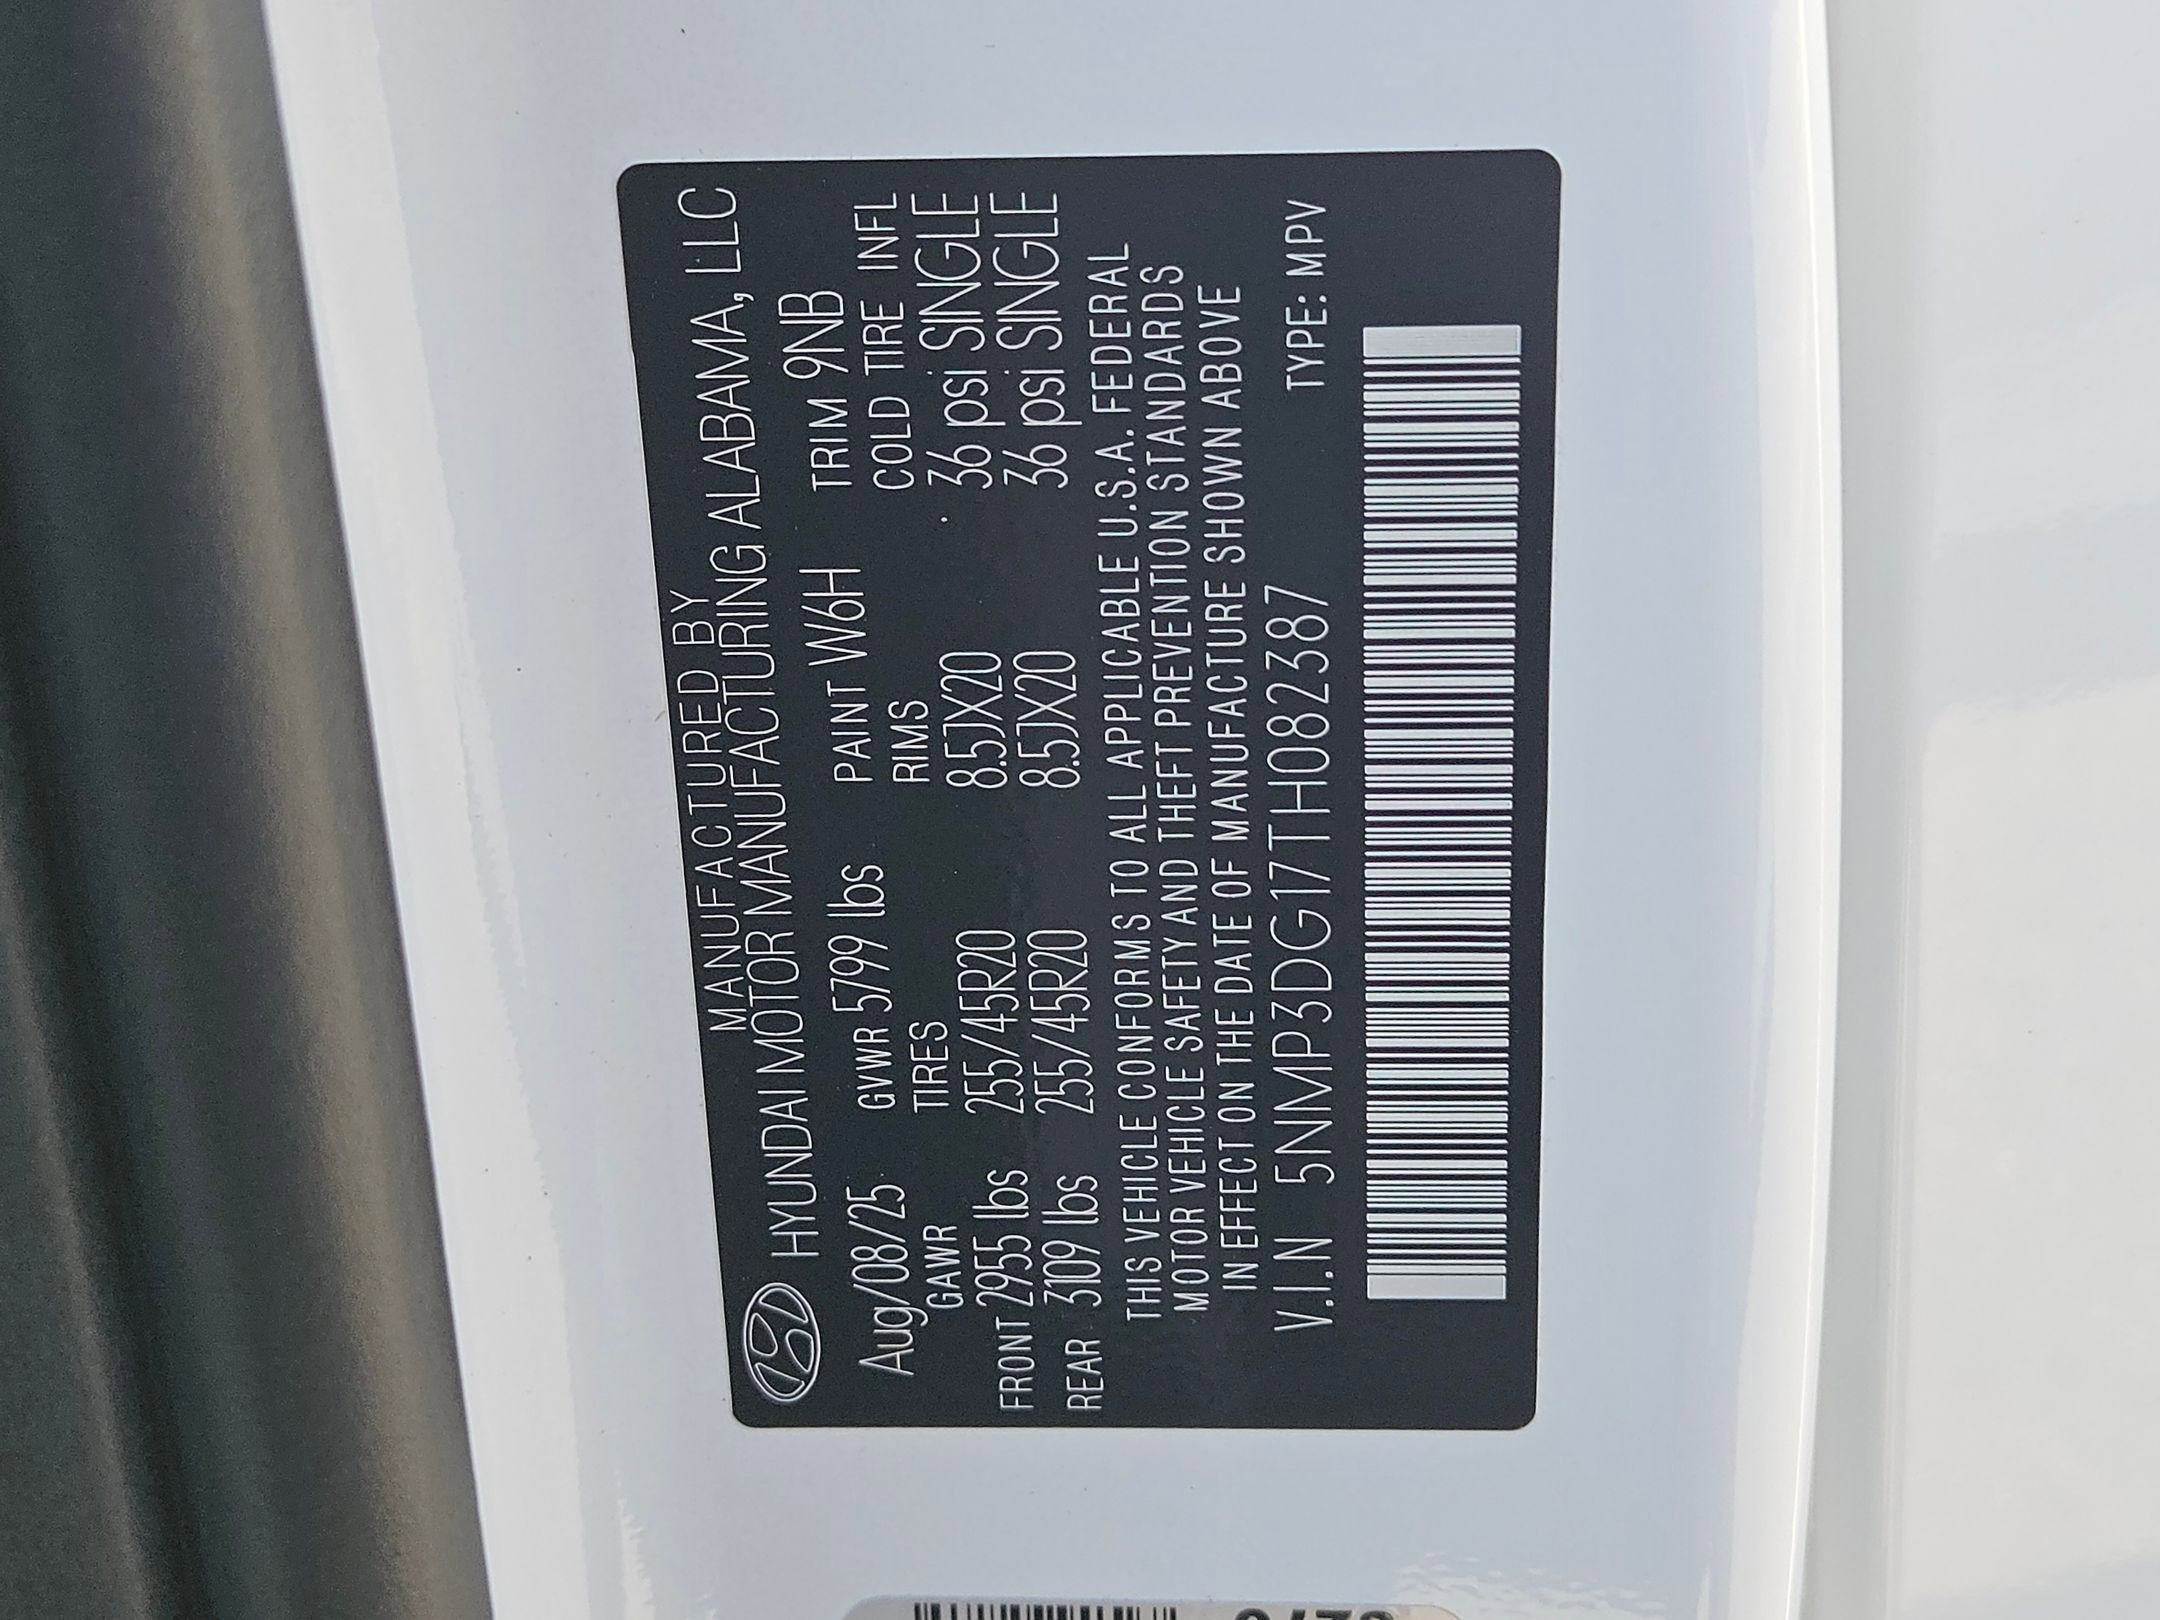 MANUFACTURED BY
HYUNDAI MOTOR MANUFACTURING ALABAMA, LLC
Aug/08/25 GVWR 5799 lbs PAINT W6H TRIM 9NB
GAWR TIRES RIMS COLD TIRE INFL
FRONT 2955 lbs 255/45R20 8.5JX20 36 psi SINGLE
REAR 3109 lbs 255/45R20 8.5JX20 36 psi SINGLE
THIS VEHICLE CONFORMS TO ALL APPLICABLE U.S.A. FEDERAL
MOTOR VEHICLE SAFETY AND THEFT PREVENTION STANDARDS
IN EFFECT ON THE DATE OF MANUFACTURE SHOWN ABOVE
V.I.N 5NMP3DG17TH082387 TYPE: MPV